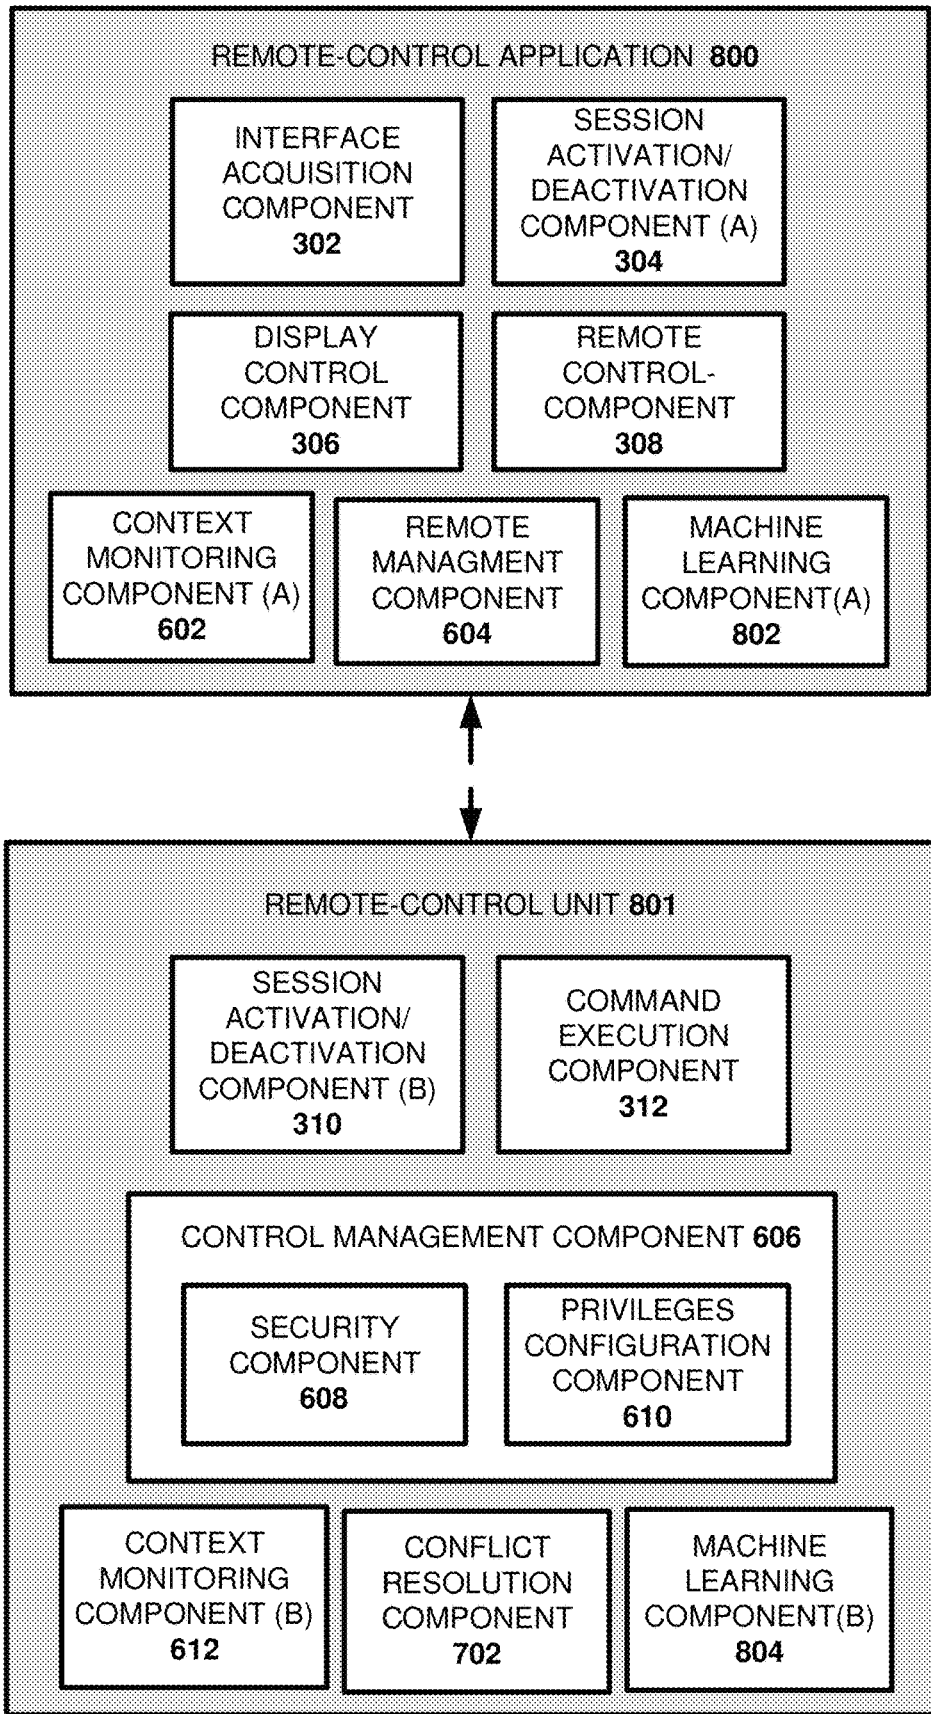 REMOTE-CONTROL APPLICATION 800
INTERFACE
ACQUISITION
COMPONENT
302
SESSION
ACTIVATION/
DEACTIVATION
COMPONENT (A)
304
DISPLAY
CONTROL
COMPONENT
306
REMOTE
CONTROL-
COMPONENT
308
CONTEXT
MONITORING
COMPONENT (A)
602
REMOTE
MANAGMENT
COMPONENT
604
MACHINE
LEARNING
COMPONENT(A)
802
REMOTE-CONTROL UNIT 801
SESSION
ACTIVATION/
DEACTIVATION
COMPONENT (B)
310
COMMAND
EXECUTION
COMPONENT
312
CONTROL MANAGEMENT COMPONENT 606
SECURITY
COMPONENT
608
PRIVILEGES
CONFIGURATION
COMPONENT
610
CONTEXT
MONITORING
COMPONENT (B)
612
CONFLICT
RESOLUTION
COMPONENT
702
MACHINE
LEARNING
COMPONENT(B)
804